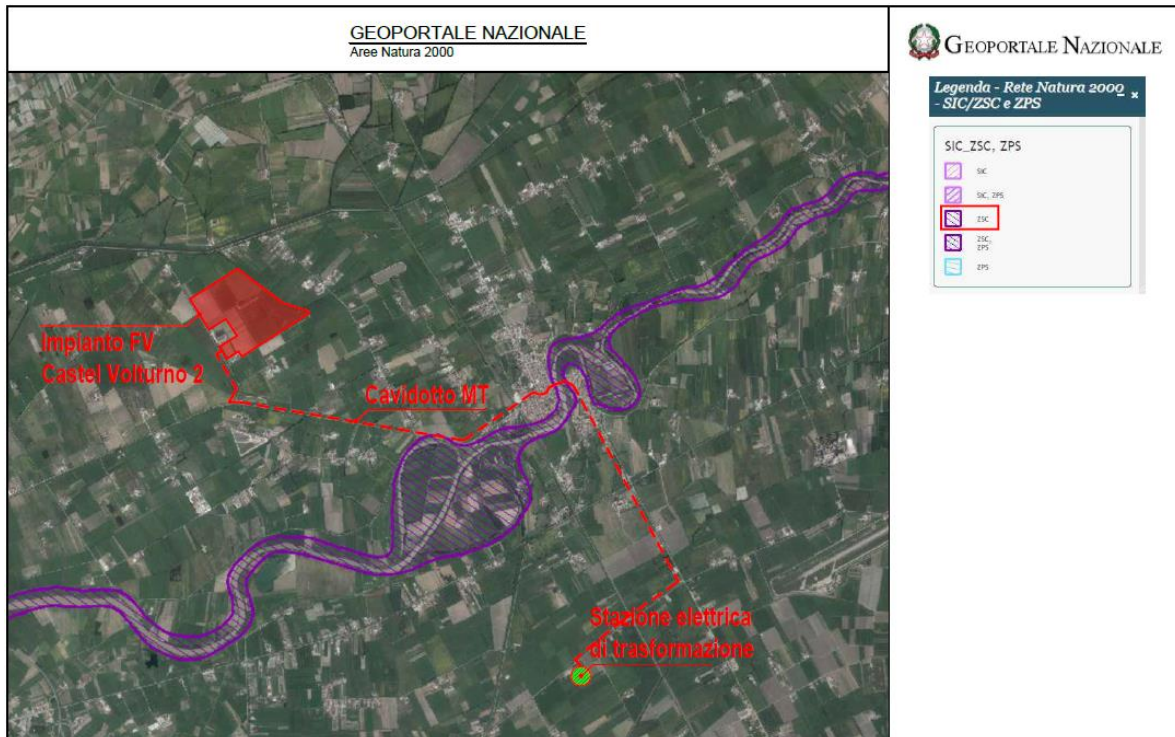 GEOPORTALE NAZIONALE
Aree Natura 2000
GEOPORTALE NAZIONALE
Legenda - Rete Natura 2000
- SIC/ZSC e ZPS
SIC_ZSC, ZPS
SIC
SIC, ZPS
ZSC
ZSC,
ZPS
ZPS
Impianto FV
Castel Volturno 2
Cavidotto MT
Stazione elettrica
di trasformazione